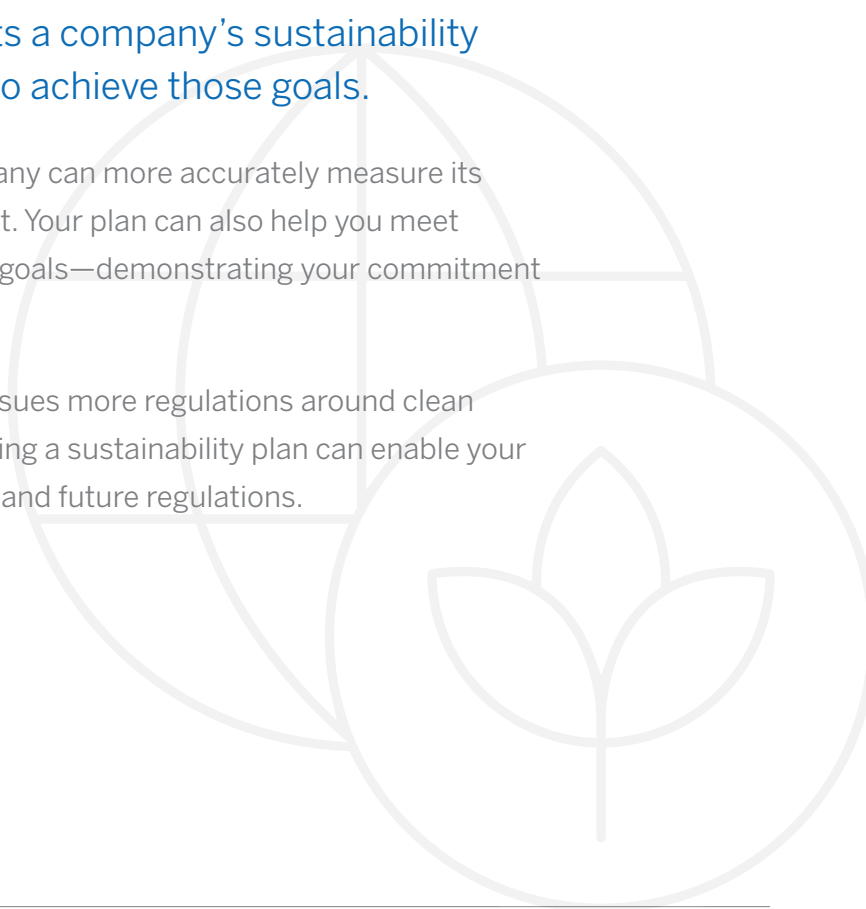 ts a company’s sustainability
o achieve those goals.
any can more accurately measure its
t. Your plan can also help you meet
goals—demonstrating your commitment
sues more regulations around clean
ing a sustainability plan can enable your
and future regulations.